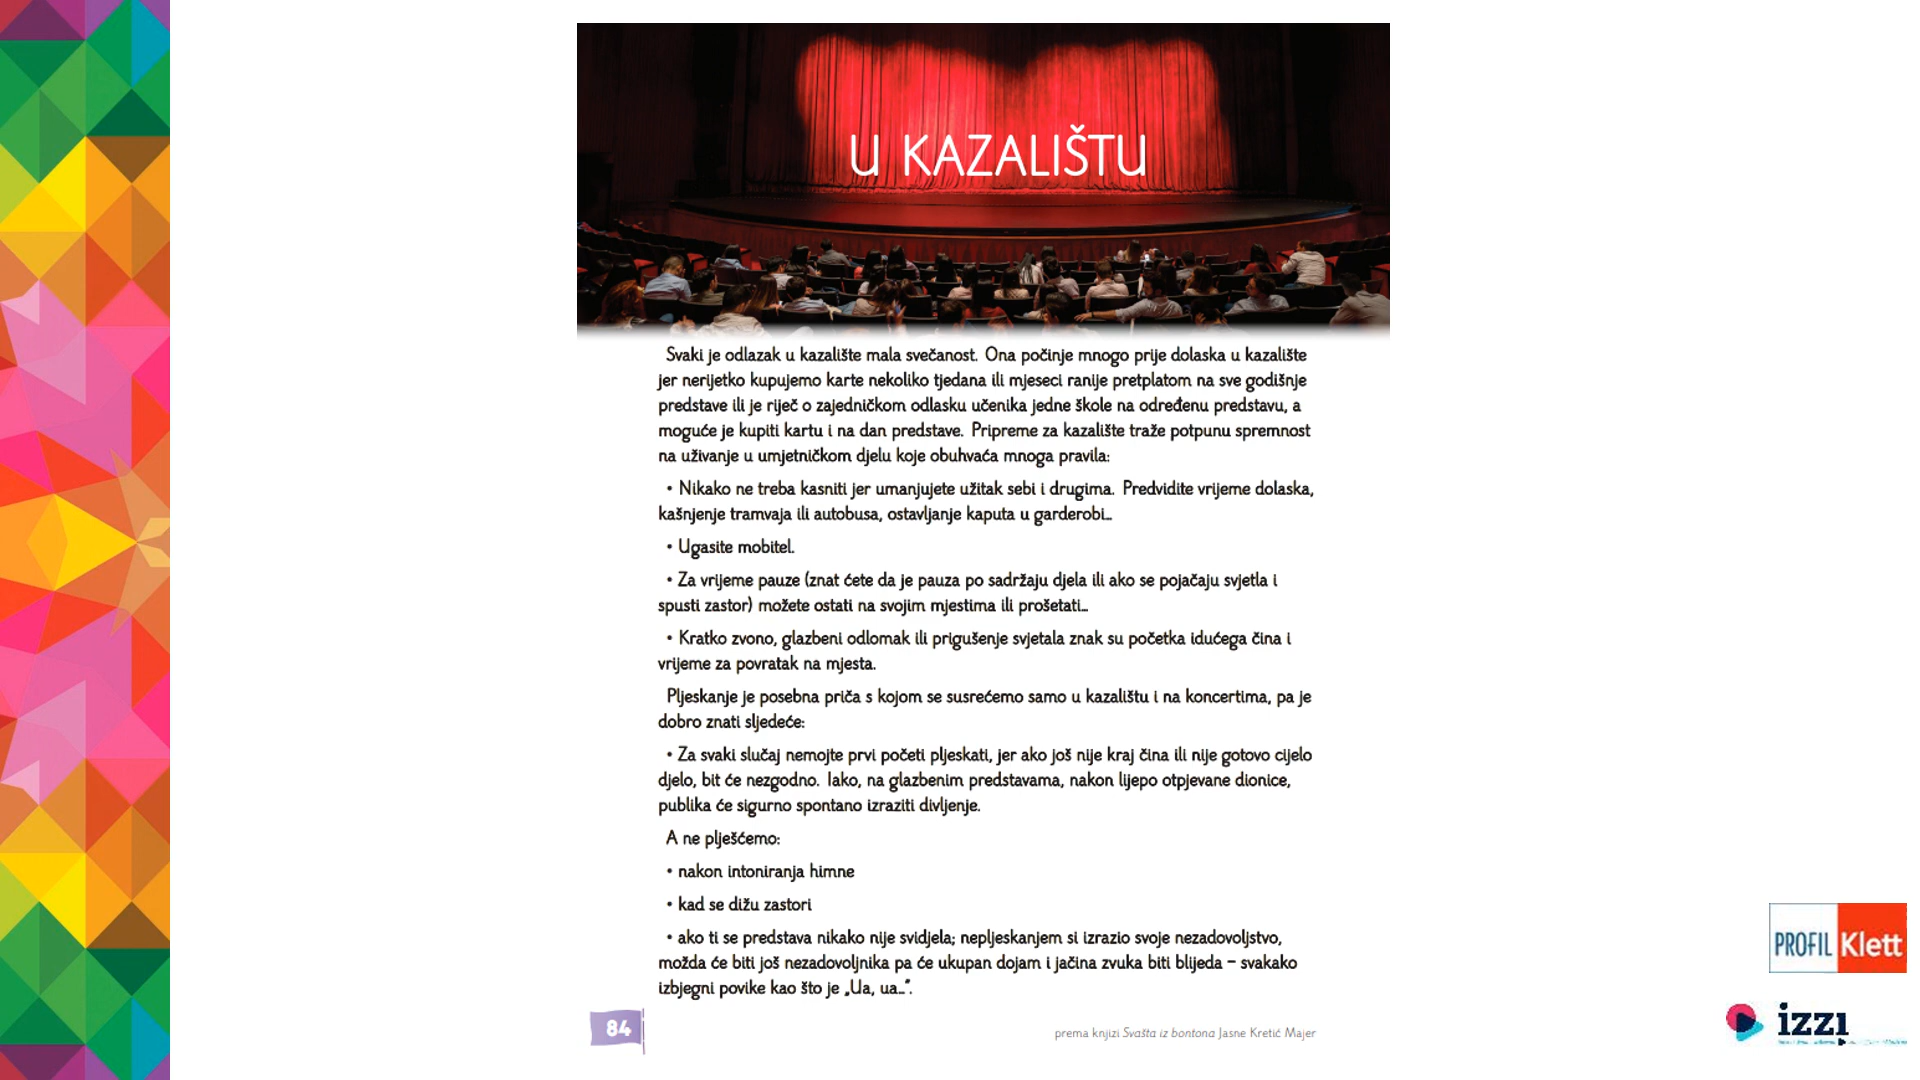 U KAZALIŠTU
Svaki je odlazak u kazalište mala svečanost. Ona počinje mnogo prije dolaska u kazalište
jer nerijetko kupujemo karte nekoliko tjedana ili mjeseci ranije pretplatom na sve godišnje
predstave ili je riječ o zajedničkom odlasku učenika jedne škole na određenu predstavu, a
moguće je kupiti kartu i na dan predstave. Pripreme za kazalište traže potpunu spremnost
na uživanje u umjetničkom djelu koje obuhvaća mnoga pravila:
• Nikako ne treba kasniti jer umanjujete užitak sebi i drugima. Predvidite vrijeme dolaska,
kašnjenje tramvaja ili autobusa, ostavljanje kaputa u garderobi...
• Ugasite mobitel.
• Za vrijeme pauze (znat ćete da je pauza po sadržaju djela ili ako se pojačaju svjetla i
spusti zastor) možete ostati na svojim mjestima ili prošetati...
• Kratko zvono, glazbeni odlomak ili prigušenje svjetala znak su početka idućega čina i
vrijeme za povratak na mjesta.
Pljeskanje je posebna priča s kojom se susrećemo samo u kazalištu i na koncertima, pa je
dobro znati sljedeće:
• Za svaki slučaj nemojte prvi početi pljeskati, jer ako još nije kraj čina ili nije gotovo cijelo
djelo, bit će nezgodno. Iako, na glazbenim predstavama, nakon lijepo otpjevane dionice,
publika će sigurno spontano izraziti divljenje.
A ne plješćemo:
• nakon intoniranja himne
• kad se dižu zastori
• ako ti se predstava nikako nije svidjela; nepljeskanjem si izrazio svoje nezadovoljstvo,
možda će biti još nezadovoljnika pa će ukupan dojam i jačina zvuka biti blijeda – svakako
izbjegni povike kao što je „Ua, ua...”.
84
prema knjizi Svašta iz bontona Jasne Kretić Majer
PROFIL Klett
izzi